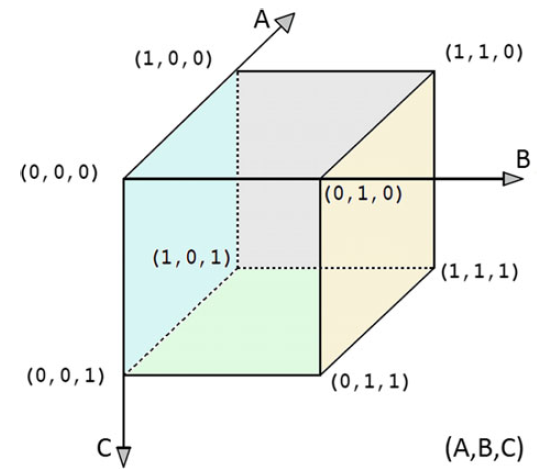 A
(1,0,0)
(1,1,0)
B
(0,0,0)
(0,1,0)
(1,0,1)
(1,1,1)
(0,0,1)
(0,1,1)
C
(A,B,C)